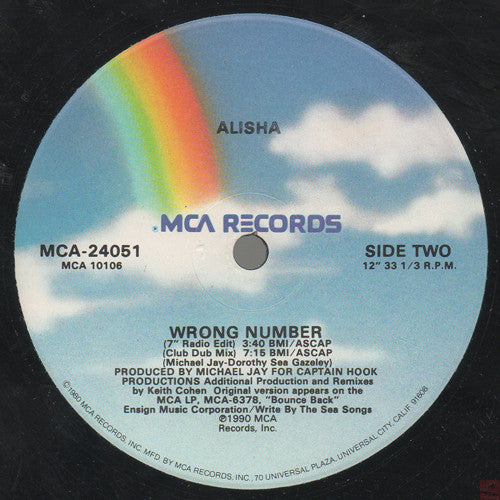 ALISHA
®MCA RECORDS
MCA-24051
MCA 10106
SIDE TWO
12" 33 1/3 R.P.M.
WRONG NUMBER
(7" Radio Edit) 3:40 BMI/ASCAP
(Club Dub Mix) 7:15 BMI/ASCAP
(Michael Jay-Dorothy Sea Gazeley)
PRODUCED BY MICHAEL JAY FOR CAPTAIN HOOK
PRODUCTIONS Additional Production and Remixes
by Keith Cohen Original version appears on the
MCA LP, MCA-6378, "Bounce Back"
Ensign Music Corporation/Write By The Sea Songs
Ⓟ1990 MCA
Records, Inc.
©1980 MCA RECORDS, INC. MFD. BY MCA RECORDS, INC., 70 UNIVERSAL PLAZA, UNIVERSAL CITY, CALIF. 91608